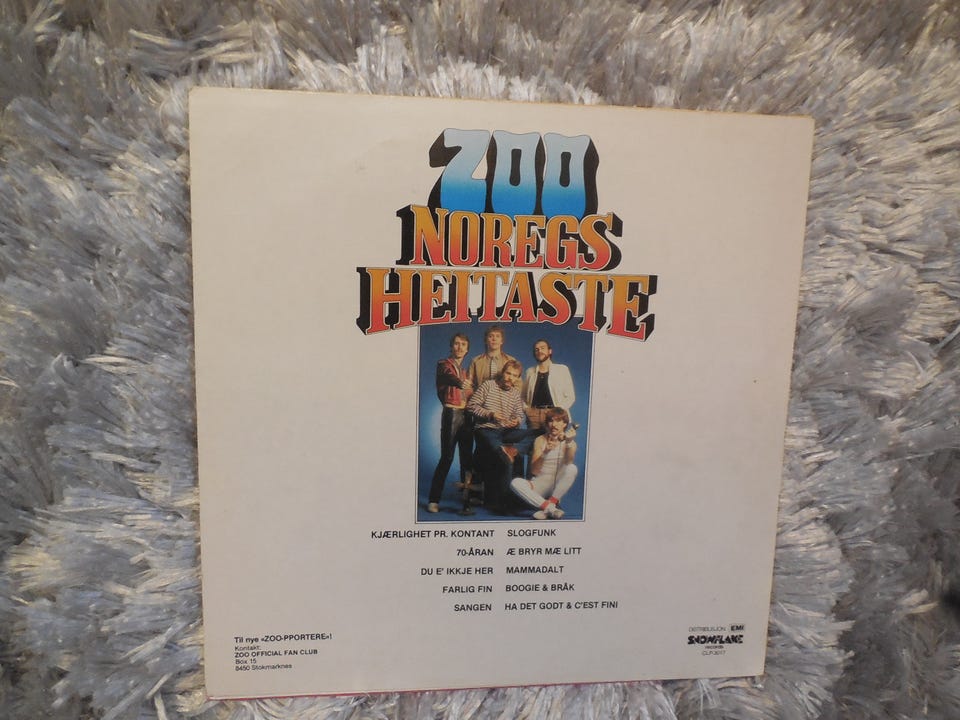 ZOO
NOREGS
HEITASTE
KJÆRLIGHET PR. KONTANT SLOGFUNK
70-ÅRAN Æ BRYR MÆ LITT
DU E' IKKJE HER MAMMADALT
FARLIG FIN BOOGIE & BRÅK
SANGEN HA DET GODT & C'EST FINI
Til nye «ZOO-PPORTERE»!
Kontakt:
ZOO OFFICIAL FAN CLUB
Box 15
8450 Stokmarknes
DISTRIBUSJON EMI
SNOWFLAKE
records
CLP-3017